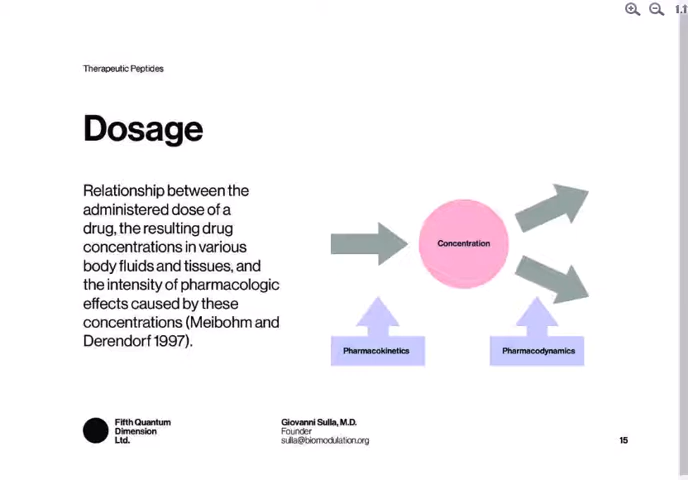 Therapeutic Peptides
Dosage
Relationship between the
administered dose of a
drug, the resulting drug
concentrations in various
body fluids and tissues, and
the intensity of pharmacologic
effects caused by these
concentrations (Meibohm and
Derendorf 1997).
Concentration
Pharmacokinetics
Pharmacodynamics
Fifth Quantum
Dimension
Ltd.
Giovanni Sulla, M.D.
Founder
sulla@biomodulation.org
15